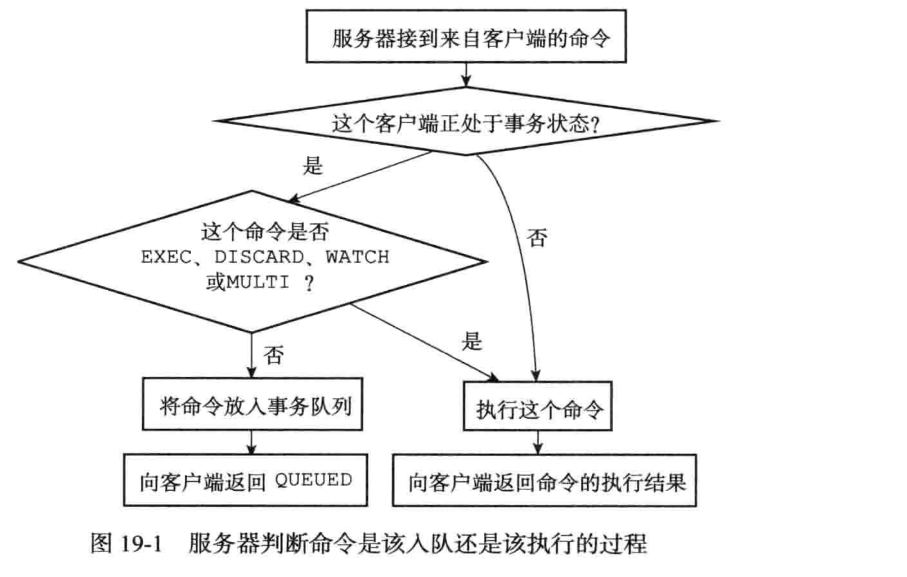 服务器接到来自客户端的命令
这个客户端正处于事务状态？
是
否
这个命令是否
EXEC、DISCARD、WATCH
或MULTI ？
是
否
将命令放入事务队列
执行这个命令
向客户端返回 QUEUED
向客户端返回命令的执行结果
图 19-1 服务器判断命令是该入队还是该执行的过程